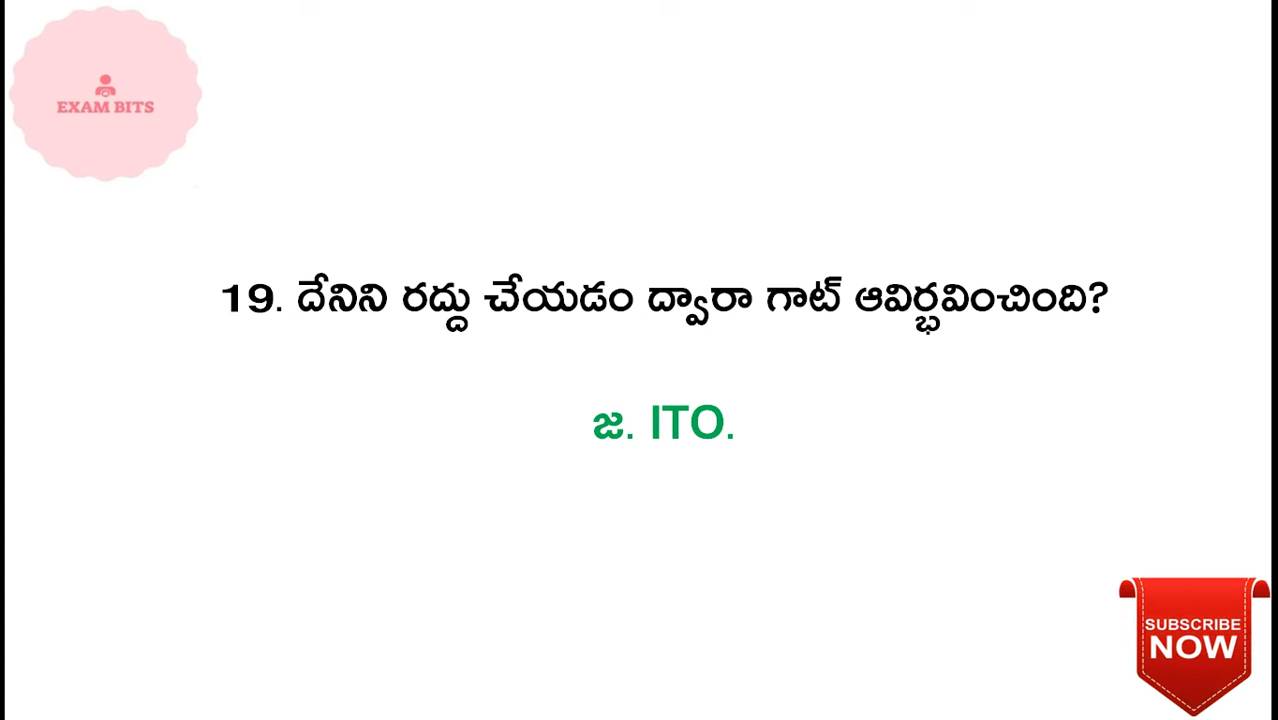 EXAM BITS
19. దేనిని రద్దు చేయడం ద్వారా గాట్ ఆవిర్భవించింది?
జ. ITO.
SUBSCRIBE
NOW